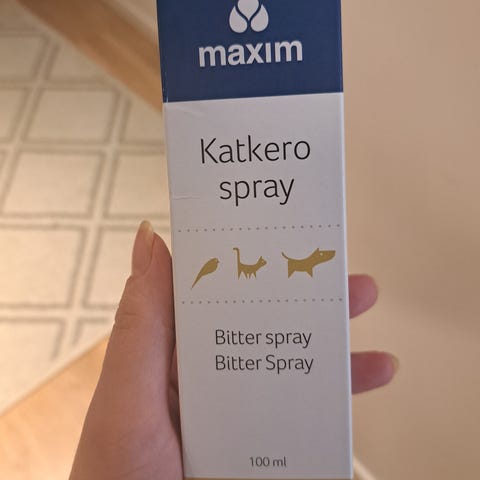 maxim
Katkero
spray
Bitter spray
Bitter Spray
100 ml